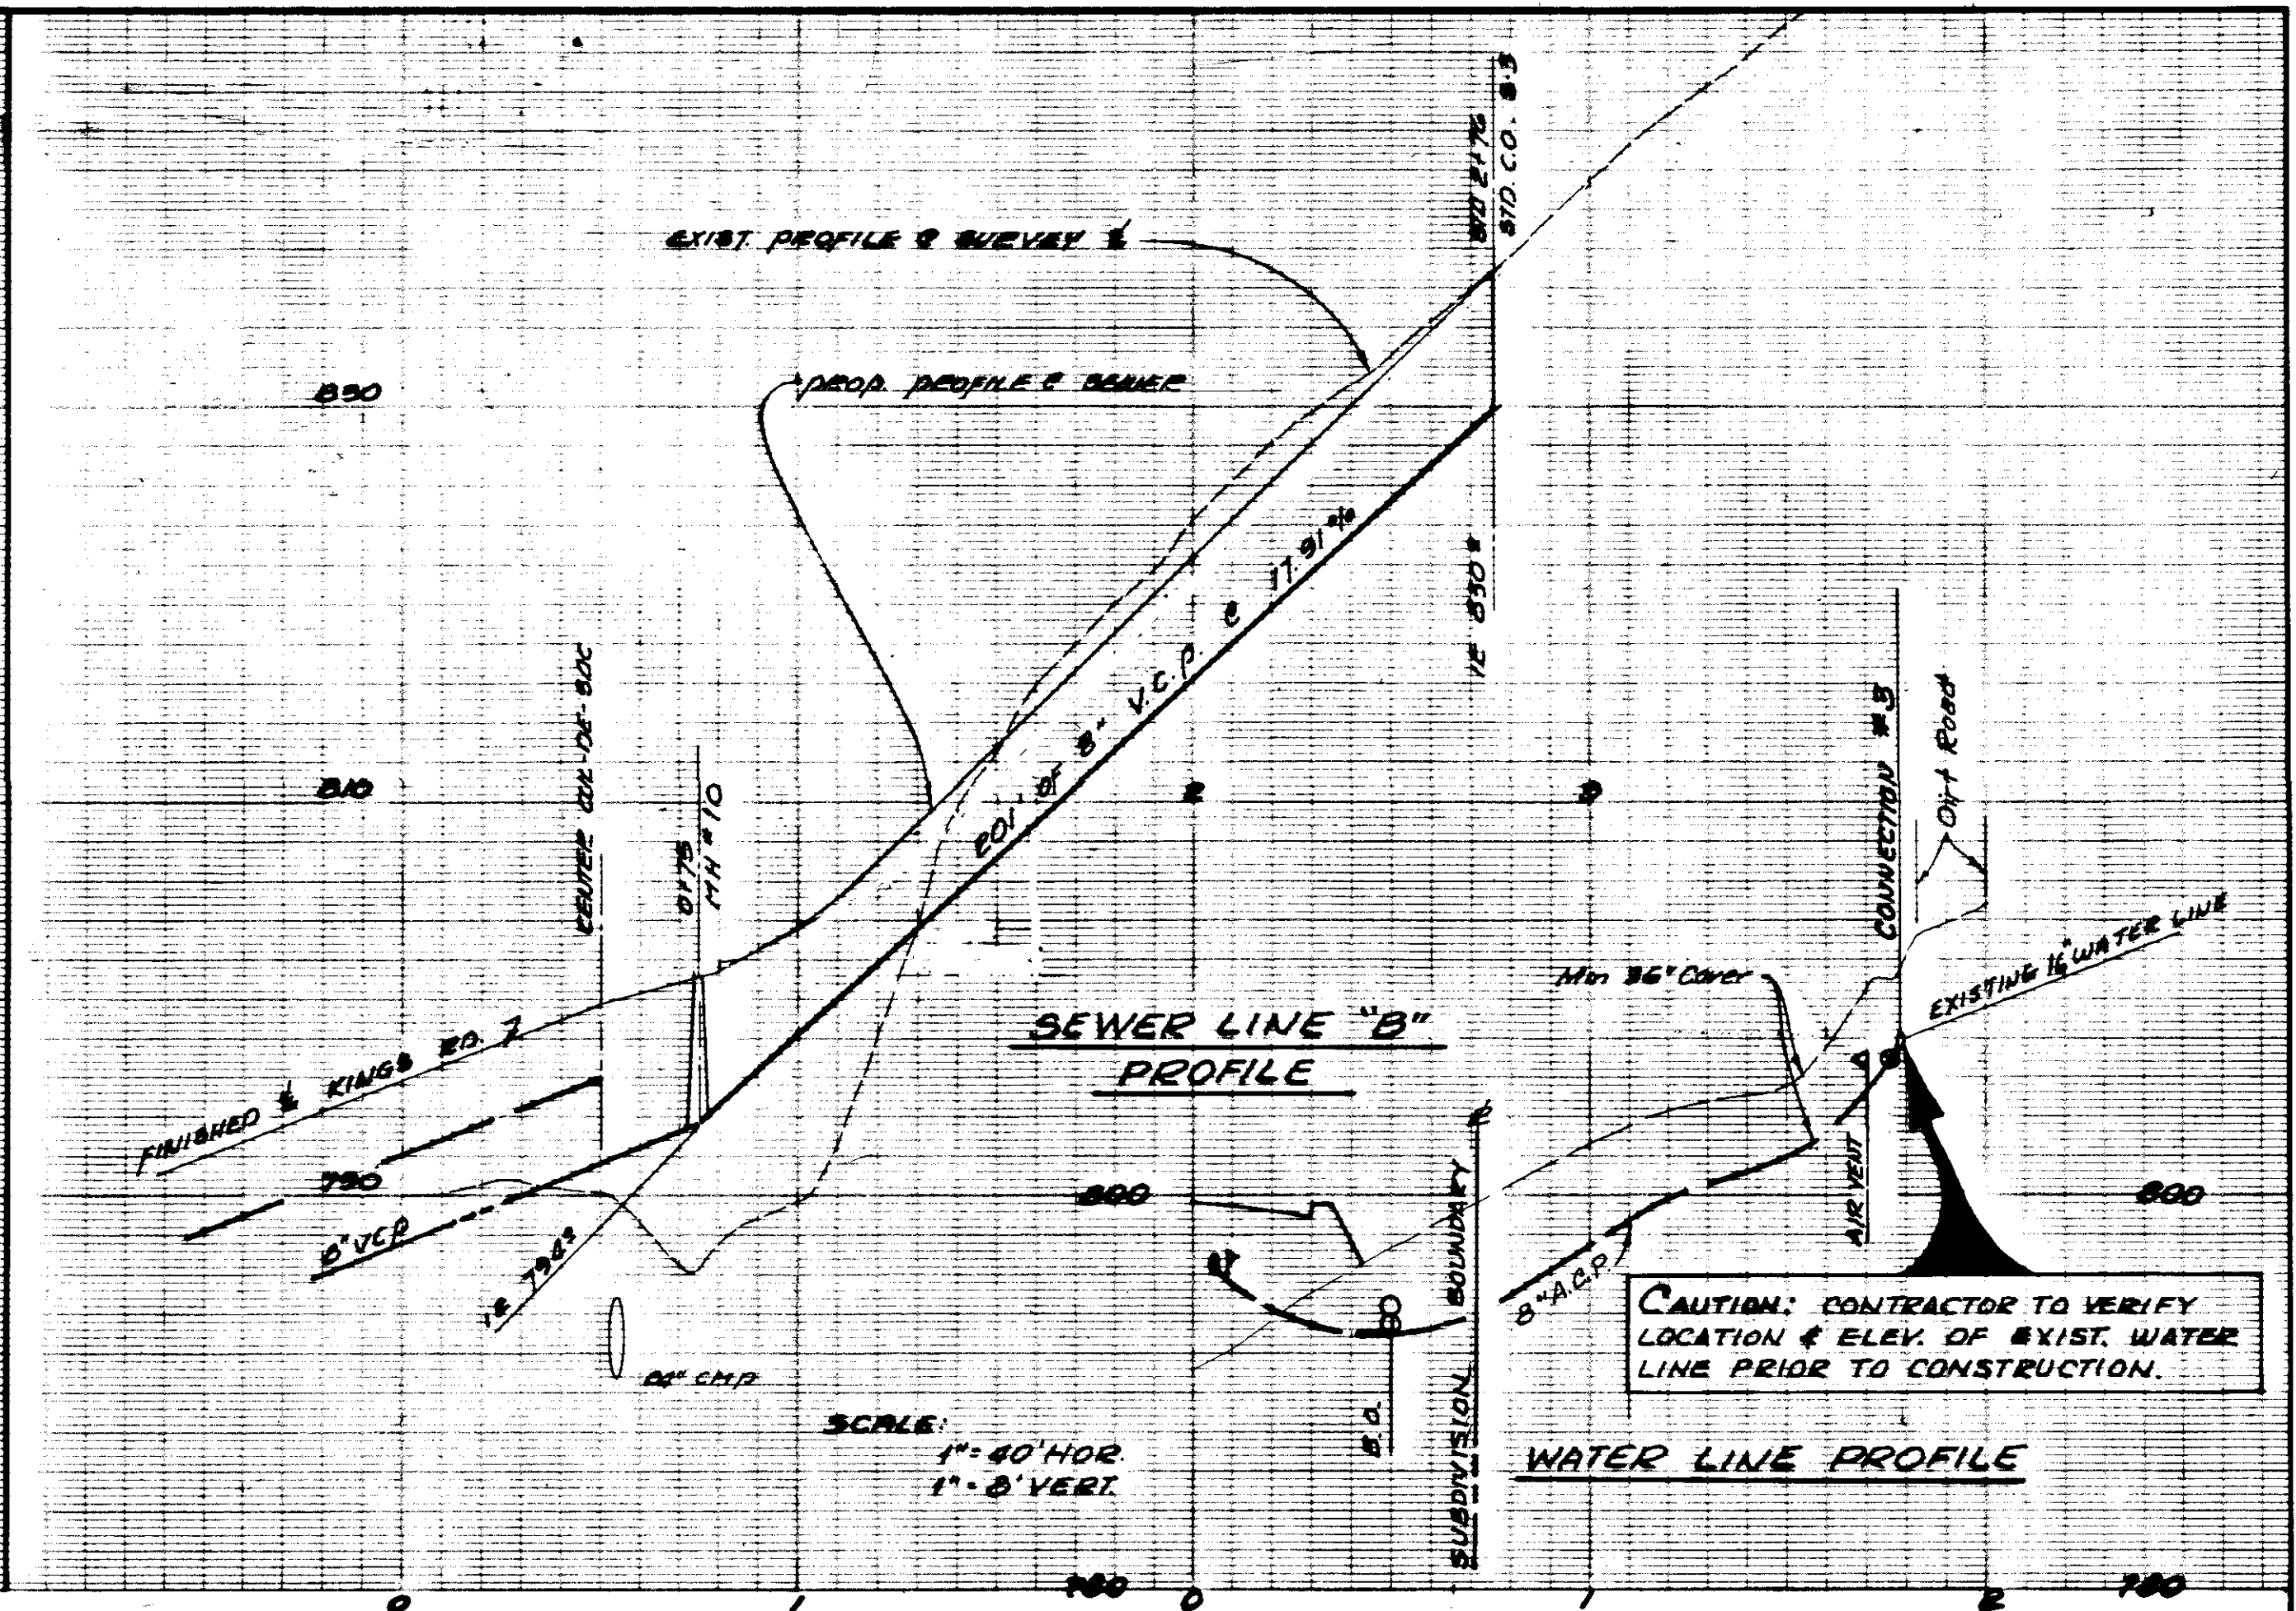 STA 2+76
STD. C.O. S-3
EXIST. PROFILE @ SURVEY ℄
PROP. PROFILE @ SEWER
830
IE 830⁰
201' OF 8" V.C.P. @ 17.91%
CENTER CUL-DE-SAC
0+75
MH #10
810
2
3
CONNECTION #3
Dirt Road
EXISTING 16" WATER LINE
Min 36" Cover
SEWER LINE "B"
PROFILE
FINISHED ℄ KINGS RD.
790
8" VCP
IE 794⁰
CMP
SCALE:
1"=40' HOR.
1"=8' VERT.
800
B.O.
SUBDIVISION BOUNDARY
8" A.C.P.
AIR VENT
800
CAUTION: CONTRACTOR TO VERIFY
LOCATION & ELEV. OF EXIST. WATER
LINE PRIOR TO CONSTRUCTION.
WATER LINE PROFILE
780
780
0
1
0
1
2